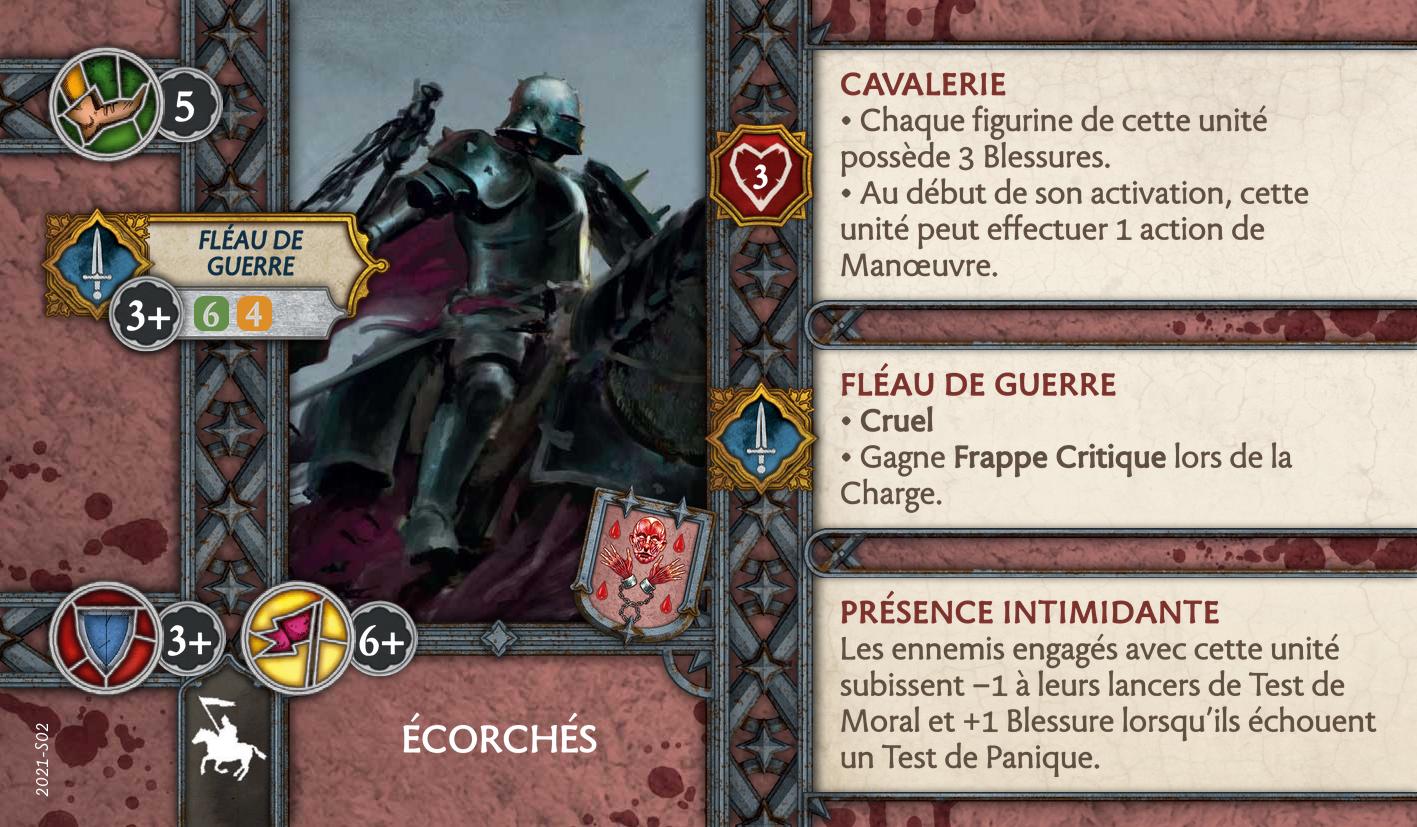 5
FLÉAU DE
GUERRE
3+ 6 4
3+ 6+
2021-S02
ÉCORCHÉS
3
CAVALERIE
• Chaque figurine de cette unité
possède 3 Blessures.
• Au début de son activation, cette
unité peut effectuer 1 action de
Manœuvre.
FLÉAU DE GUERRE
• Cruel
• Gagne Frappe Critique lors de la
Charge.
PRÉSENCE INTIMIDANTE
Les ennemis engagés avec cette unité
subissent –1 à leurs lancers de Test de
Moral et +1 Blessure lorsqu'ils échouent
un Test de Panique.